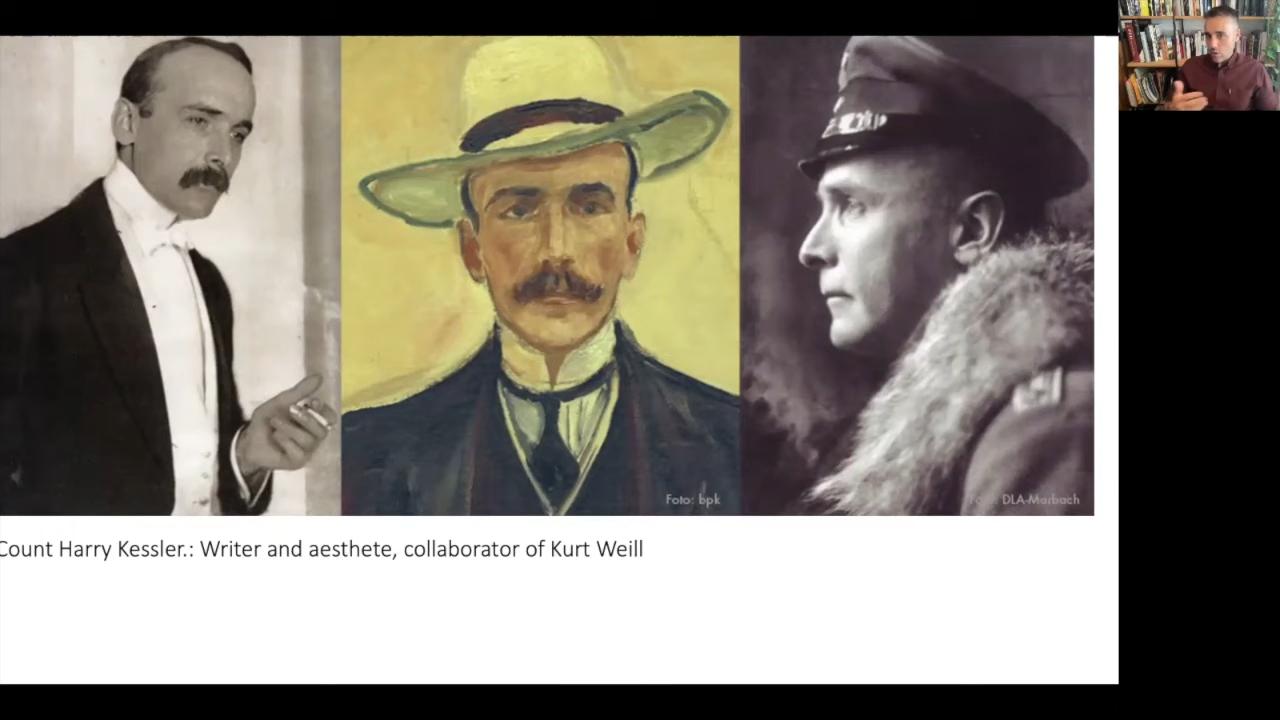 Foto: bpk
DLA-Marbach
Count Harry Kessler.: Writer and aesthete, collaborator of Kurt Weill